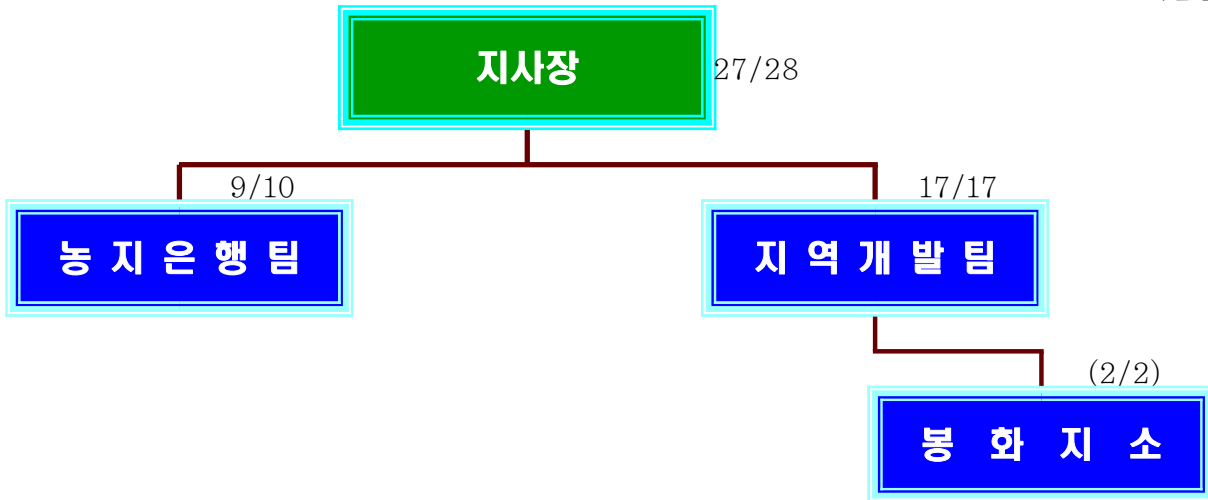 지사장
27/28
9/10
17/17
농 지 은 행 팀
지 역 개 발 팀
(2/2)
봉 화 지 소